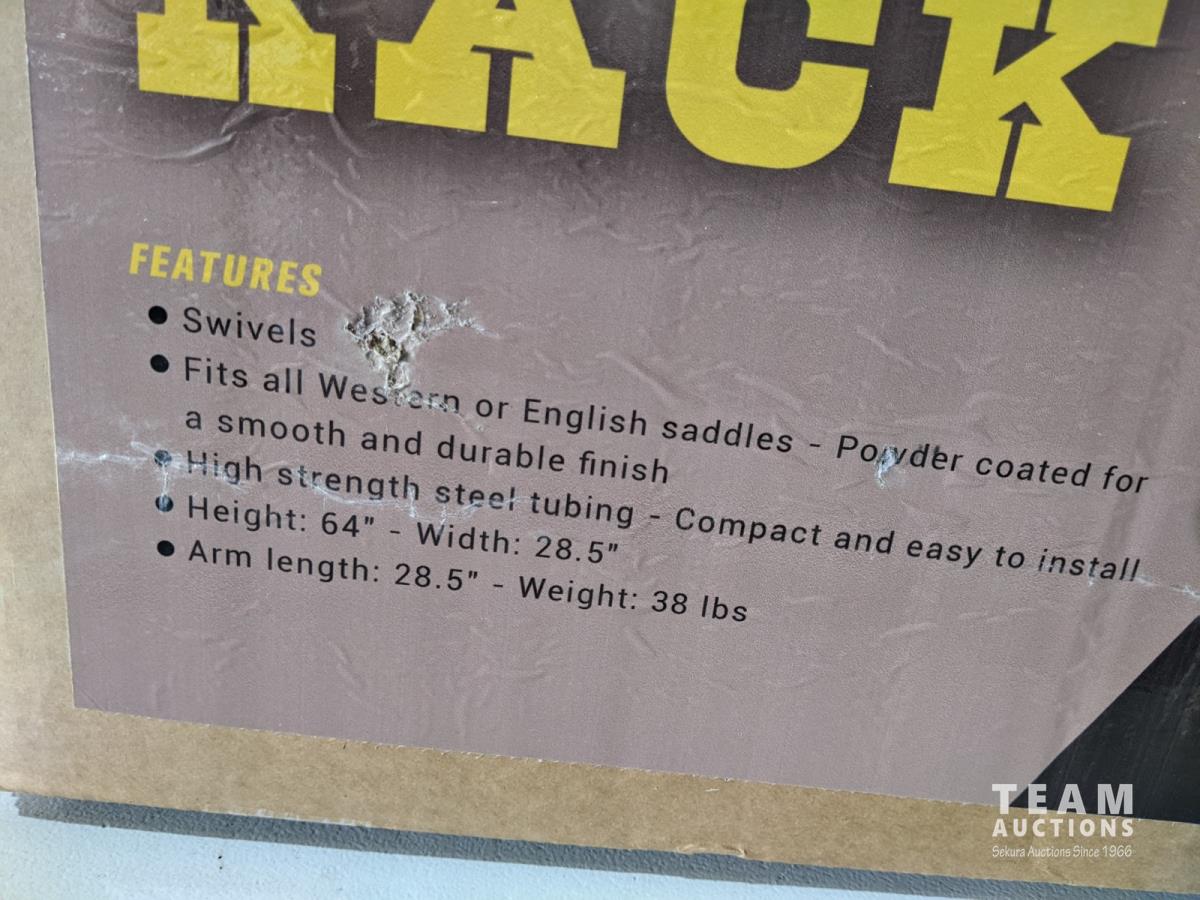 RACK
FEATURES
● Swivels
● Fits all Western or English saddles - Powder coated for
a smooth and durable finish
● High strength steel tubing - Compact and easy to install
● Height: 64" - Width: 28.5"
● Arm length: 28.5" - Weight: 38 lbs
TEAM
AUCTIONS
Sekura Auctions Since 1966